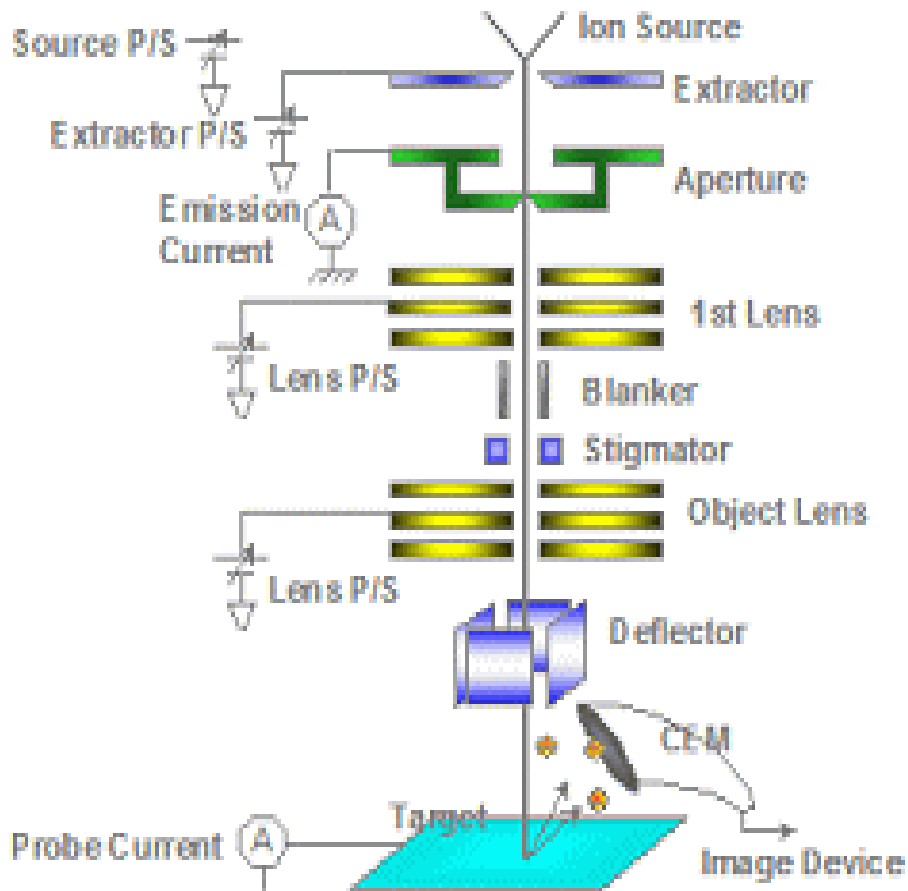 Ion Source
Source P/S
Extractor
Extractor P/S
Aperture
Emission
Current
A
1st Lens
Lens P/S
Blanker
Stigmator
Object Lens
Lens P/S
Deflector
CE-M
Target
Probe Current
A
Image Device